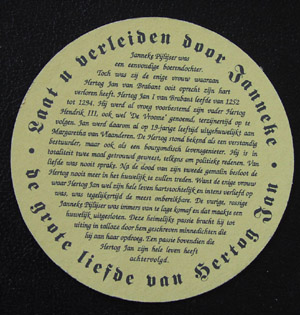 Laat u verleiden door Janneke
Janneke Pijlijser was
een eenvoudige boerendochter.
Toch was zij de enige vrouw waaraan
Hertog Jan van Brabant ooit oprecht zijn hart
verloren heeft. Hertog Jan I van Brabant leefde van 1252
tot 1294. Hij werd al vroeg voorbestemd zijn vader Hertog
Hendrik III, ook wel 'De Vroome' genoemd, terzijnertijd op te
volgen. Jan werd daarom al op 19-jarige leeftijd uitgehuwelijkt aan
Margaretha van Vlaanderen. De Hertog stond bekend als een verstandig
bestuurder, maar ook als een bourgondisch levensgenieter. Hij is in
totaliteit twee maal getrouwd geweest, telkens om politieke redenen. Van
liefde was nooit sprake. Na de dood van zijn tweede gemalin besloot de
Hertog nooit meer in het huwelijk te zullen treden. Want de enige vrouw
waar Hertog Jan wel zijn hele leven hartstochtelijk en intens verliefd op
was, was tegelijkertijd de meest onbereikbare. De vurige, russige
Janneke Pijlijser was immers van te lage komaf en dat maakte een
huwelijk uitgesloten. Deze heimelijke passie bracht hij tot
uiting in talloze door hem geschreven minnedichten die
hij aan haar opdroeg. Een passie bovendien die
Hertog Jan zijn hele leven heeft
achtervolgd.
De grote liefde van Hertog Jan